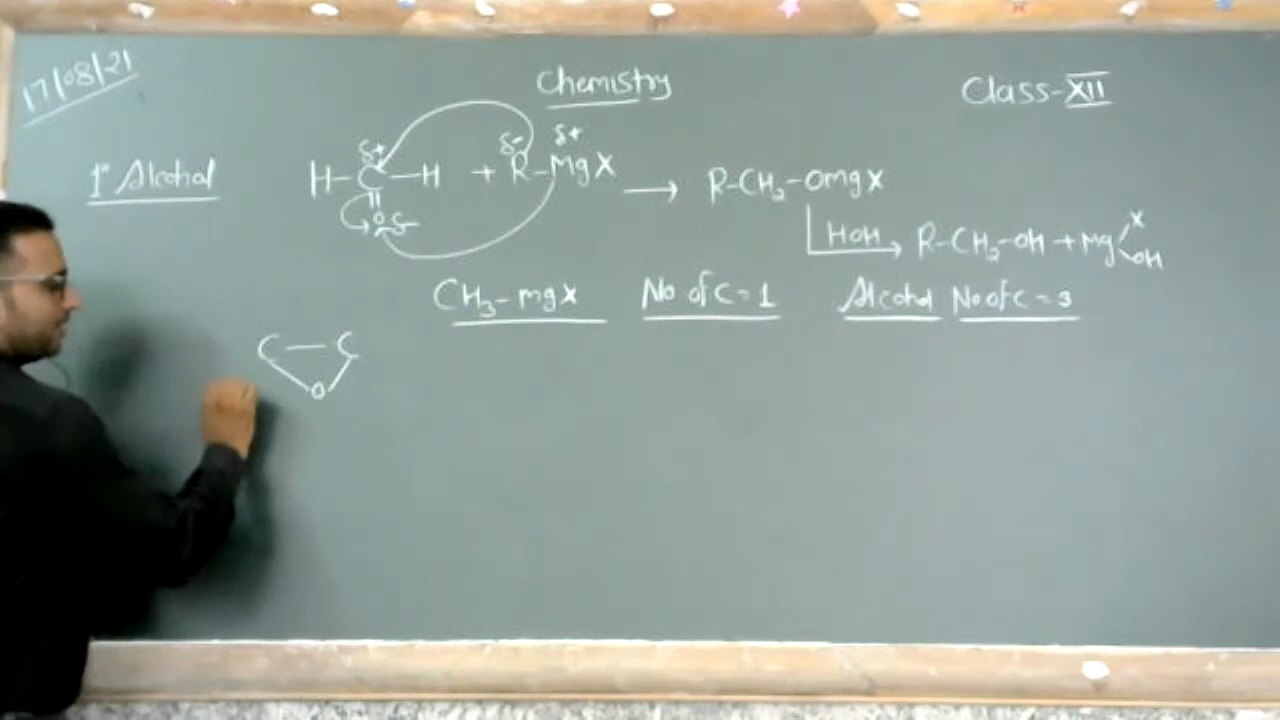 17/08/21
Chemistry
Class-XII
1° Alcohol
H-C-H + R-MgX → R-CH2-OmgX
δ+ δ- δ+
O δ-
HOH → R-CH2-OH + Mg X OH
CH3-mgX No of C = 1 Alcohol No of C = 3
C - C
O